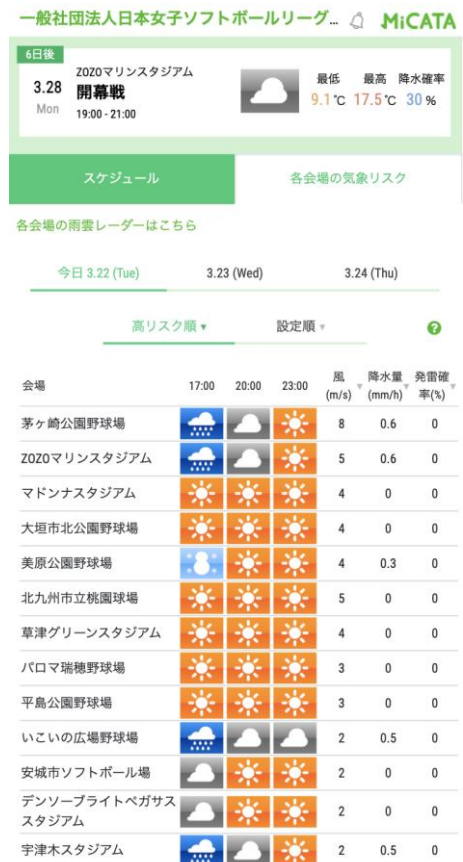 一般社団法人日本女子ソフトボールリーグ… MiCATA
6日後
3.28
Mon
ZOZOマリンスタジアム
開幕戦
19:00 - 21:00
最低 最高 降水確率
9.1℃ 17.5℃ 30 %
スケジュール 各会場の気象リスク
各会場の雨雲レーダーはこちら
今日 3.22 (Tue) 3.23 (Wed) 3.24 (Thu)
高リスク順▼ 設定順▼ ?
会場 17:00 20:00 23:00 風(m/s)▼ 降水量(mm/h)▼ 発雷確率(%)▼
茅ヶ崎公園野球場 8 0.6 0
ZOZOマリンスタジアム 5 0.6 0
マドンナスタジアム 4 0 0
大垣市北公園野球場 4 0 0
美原公園野球場 4 0.3 0
北九州市立桃園球場 5 0 0
草津グリーンスタジアム 4 0 0
パロマ瑞穂野球場 3 0 0
平島公園野球場 3 0 0
いこいの広場野球場 2 0.5 0
安城市ソフトボール場 2 0 0
デンソーブライトペガサス
スタジアム 2 0 0
宇津木スタジアム 2 0.5 0